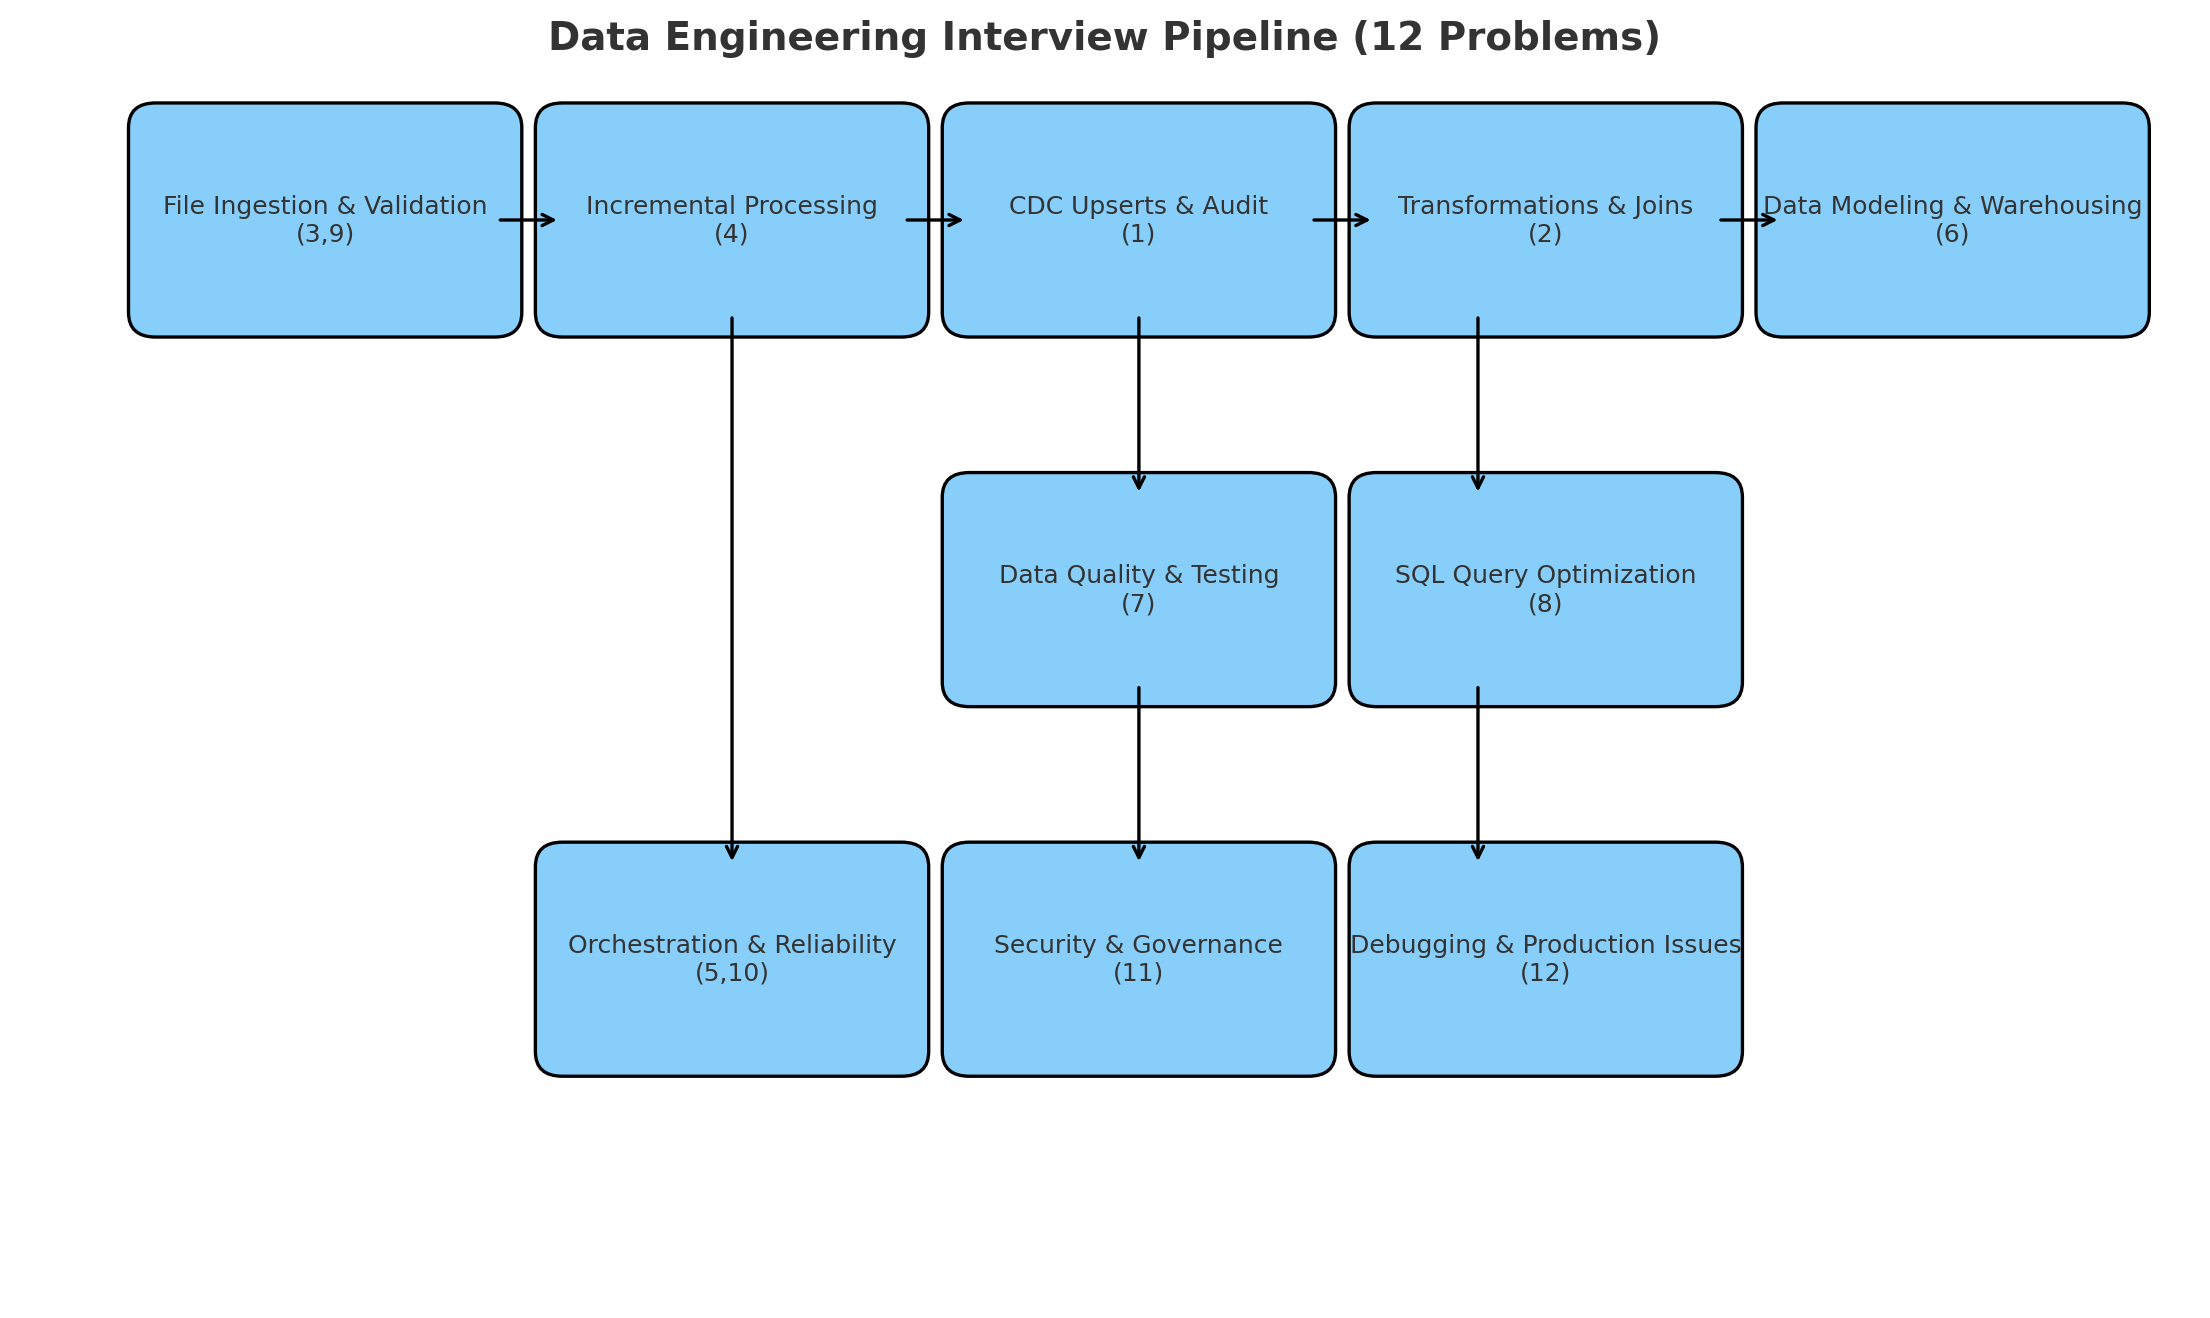 Data Engineering Interview Pipeline (12 Problems)
File Ingestion & Validation
(3,9)
Incremental Processing
(4)
CDC Upserts & Audit
(1)
Transformations & Joins
(2)
Data Modeling & Warehousing
(6)
Data Quality & Testing
(7)
SQL Query Optimization
(8)
Orchestration & Reliability
(5,10)
Security & Governance
(11)
Debugging & Production Issues
(12)